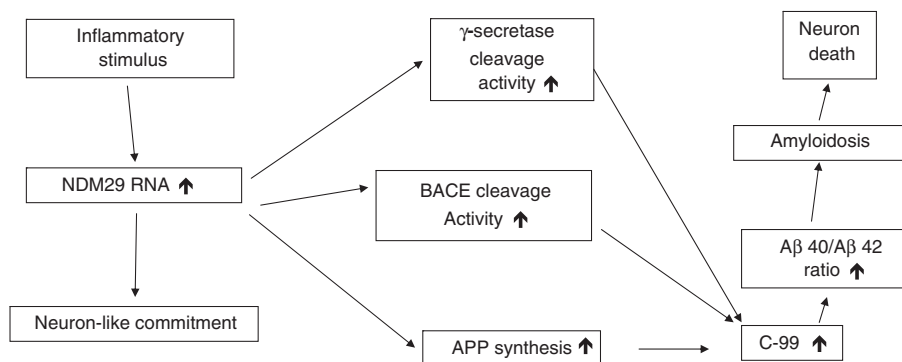 Inflammatory
stimulus
NDM29 RNA ↑
Neuron-like commitment
γ-secretase
cleavage
activity ↑
BACE cleavage
Activity ↑
APP synthesis ↑
C-99 ↑
Aβ 40/Aβ 42
ratio ↑
Amyloidosis
Neuron
death